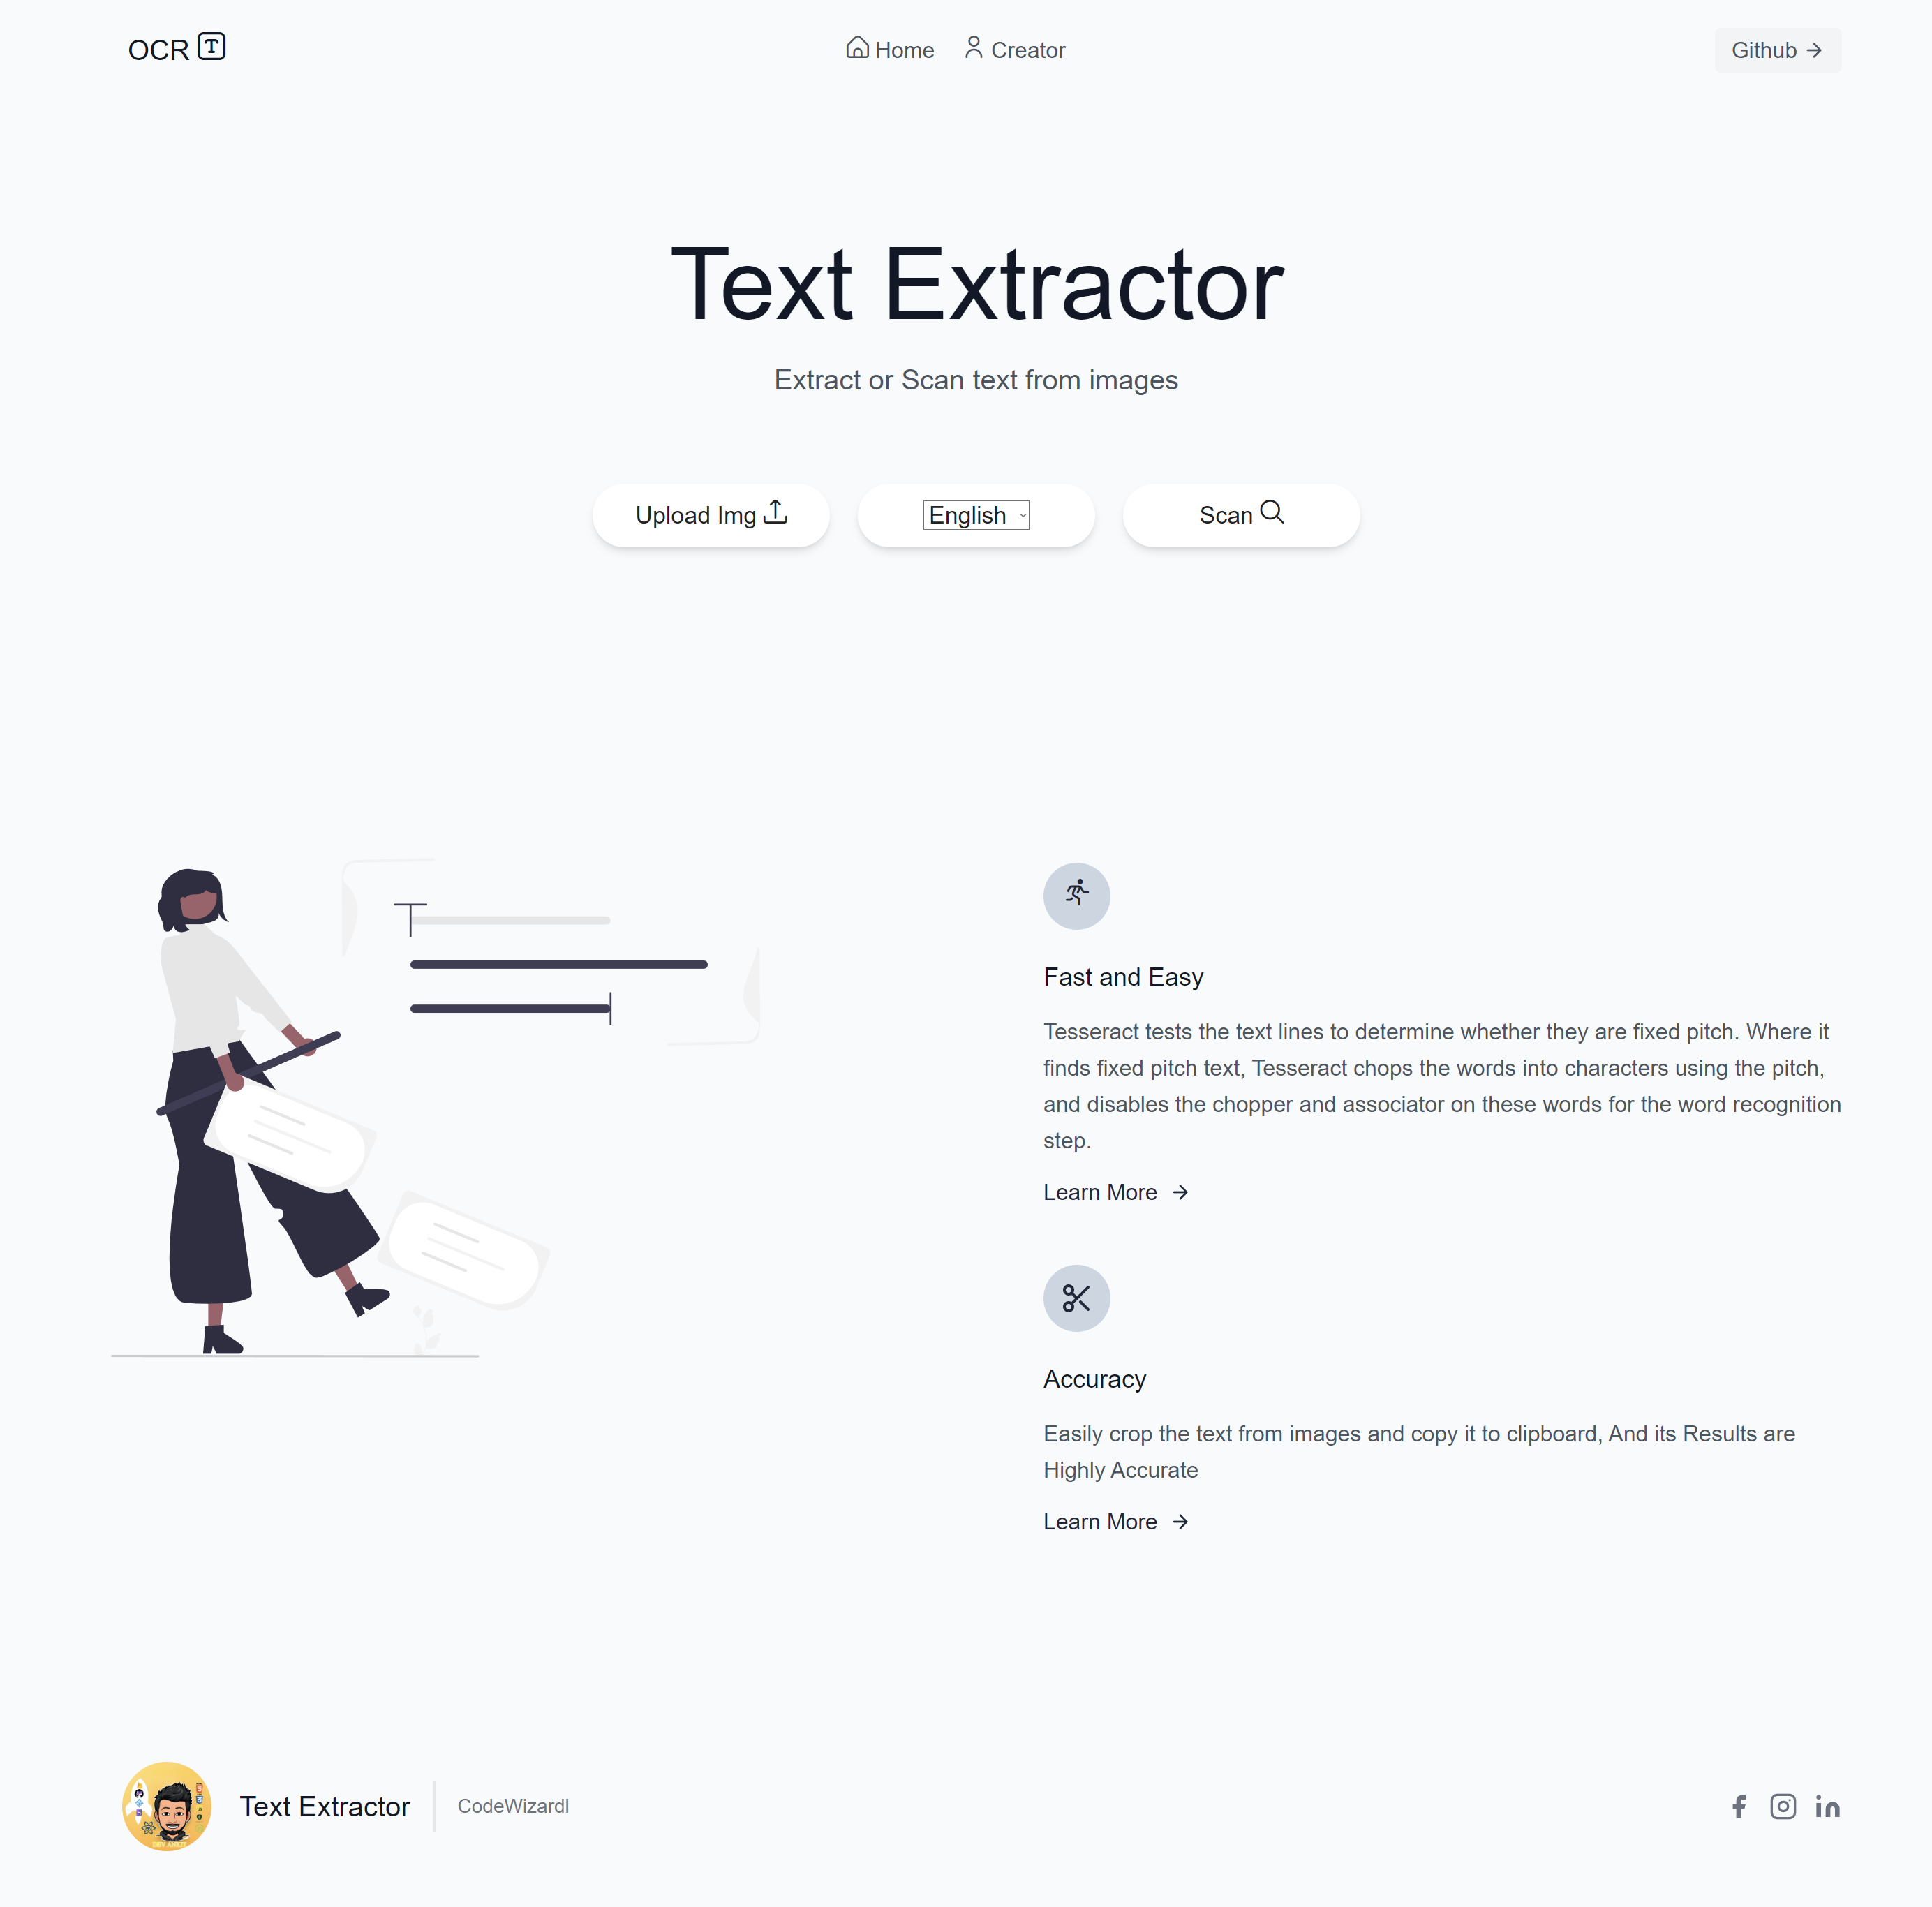 OCR T
Home Creator
Github
Text Extractor
Extract or Scan text from images
Upload Img English Scan
Fast and Easy
Tesseract tests the text lines to determine whether they are fixed pitch. Where it
finds fixed pitch text, Tesseract chops the words into characters using the pitch,
and disables the chopper and associator on these words for the word recognition
step.
Learn More
Accuracy
Easily crop the text from images and copy it to clipboard, And its Results are
Highly Accurate
Learn More
Text Extractor CodeWizardl